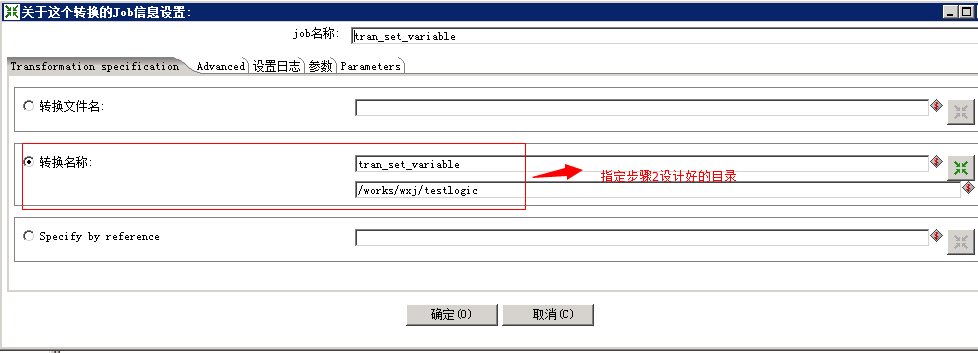 关于这个转换的Job信息设置:
job名称: tran_set_variable
Transformation specification Advanced 设置日志 参数 Parameters
转换文件名:
转换名称: tran_set_variable
指定步骤2设计好的目录
/works/wxj/testlogic
Specify by reference
确定(O) 取消(C)